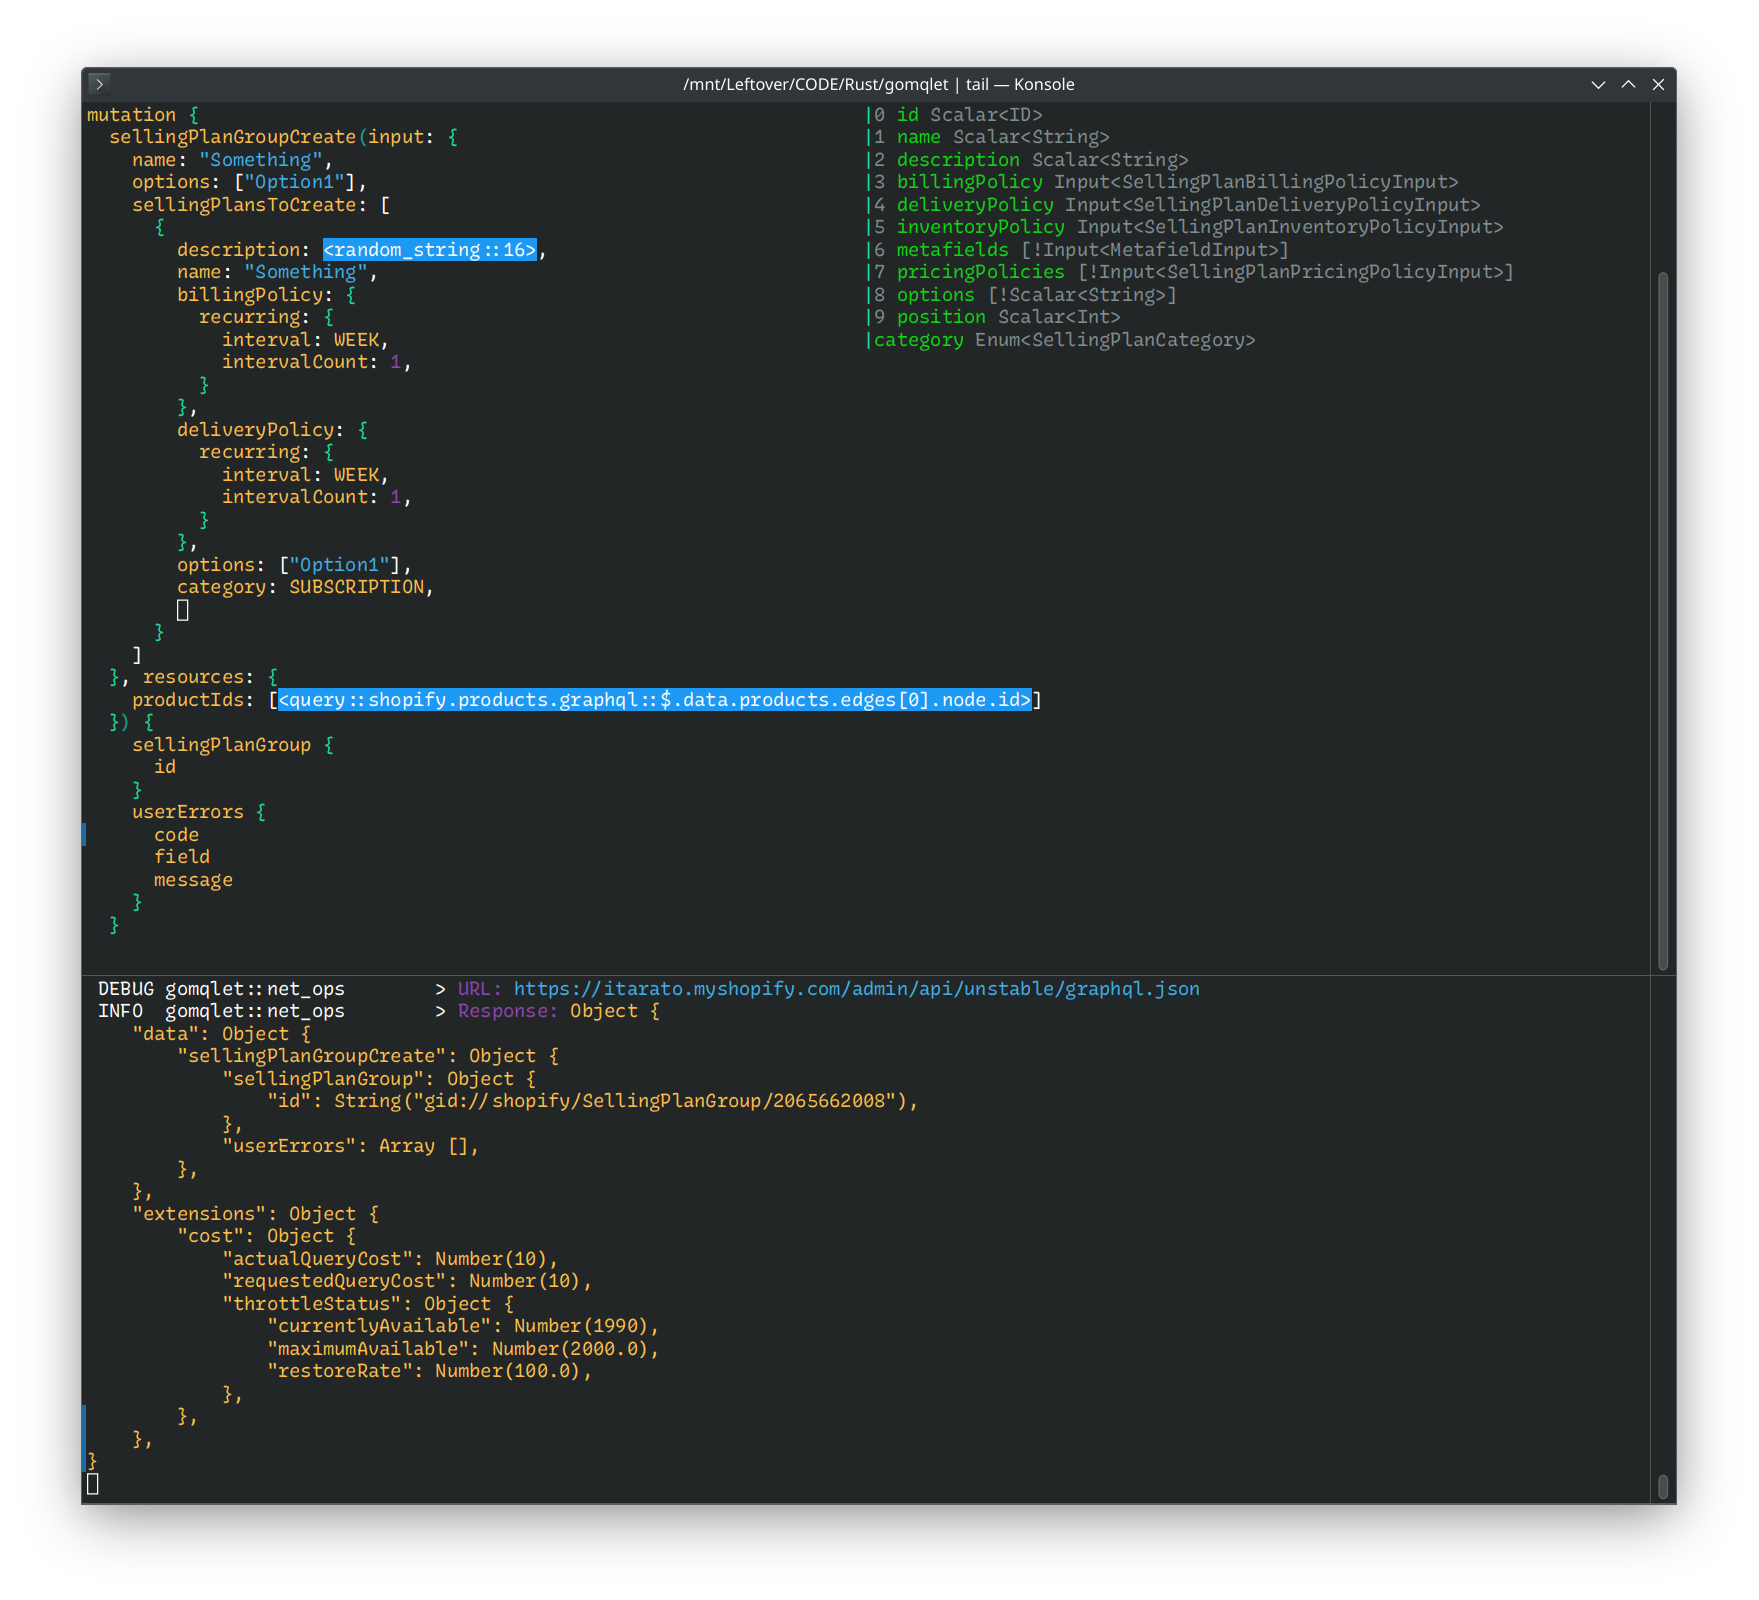 /mnt/Leftover/CODE/Rust/gomqlet | tail — Konsole
mutation {
  sellingPlanGroupCreate(input: {
    name: "Something",
    options: ["Option1"],
    sellingPlansToCreate: [
      {
        description: <random_string::16>,
        name: "Something",
        billingPolicy: {
          recurring: {
            interval: WEEK,
            intervalCount: 1,
          }
        },
        deliveryPolicy: {
          recurring: {
            interval: WEEK,
            intervalCount: 1,
          }
        },
        options: ["Option1"],
        category: SUBSCRIPTION,
      }
    ]
  }, resources: {
    productIds: [<query::shopify.products.graphql::$.data.products.edges[0].node.id>]
  }) {
    sellingPlanGroup {
      id
    }
    userErrors {
      code
      field
      message
    }
  }
|0 id Scalar<ID>
|1 name Scalar<String>
|2 description Scalar<String>
|3 billingPolicy Input<SellingPlanBillingPolicyInput>
|4 deliveryPolicy Input<SellingPlanDeliveryPolicyInput>
|5 inventoryPolicy Input<SellingPlanInventoryPolicyInput>
|6 metafields [!Input<MetafieldInput>]
|7 pricingPolicies [!Input<SellingPlanPricingPolicyInput>]
|8 options [!Scalar<String>]
|9 position Scalar<Int>
|category Enum<SellingPlanCategory>
 DEBUG gomqlet::net_ops        > URL: https://itarato.myshopify.com/admin/api/unstable/graphql.json
 INFO  gomqlet::net_ops        > Response: Object {
    "data": Object {
        "sellingPlanGroupCreate": Object {
            "sellingPlanGroup": Object {
                "id": String("gid://shopify/SellingPlanGroup/2065662008"),
            },
            "userErrors": Array [],
        },
    },
    "extensions": Object {
        "cost": Object {
            "actualQueryCost": Number(10),
            "requestedQueryCost": Number(10),
            "throttleStatus": Object {
                "currentlyAvailable": Number(1990),
                "maximumAvailable": Number(2000.0),
                "restoreRate": Number(100.0),
            },
        },
    },
}